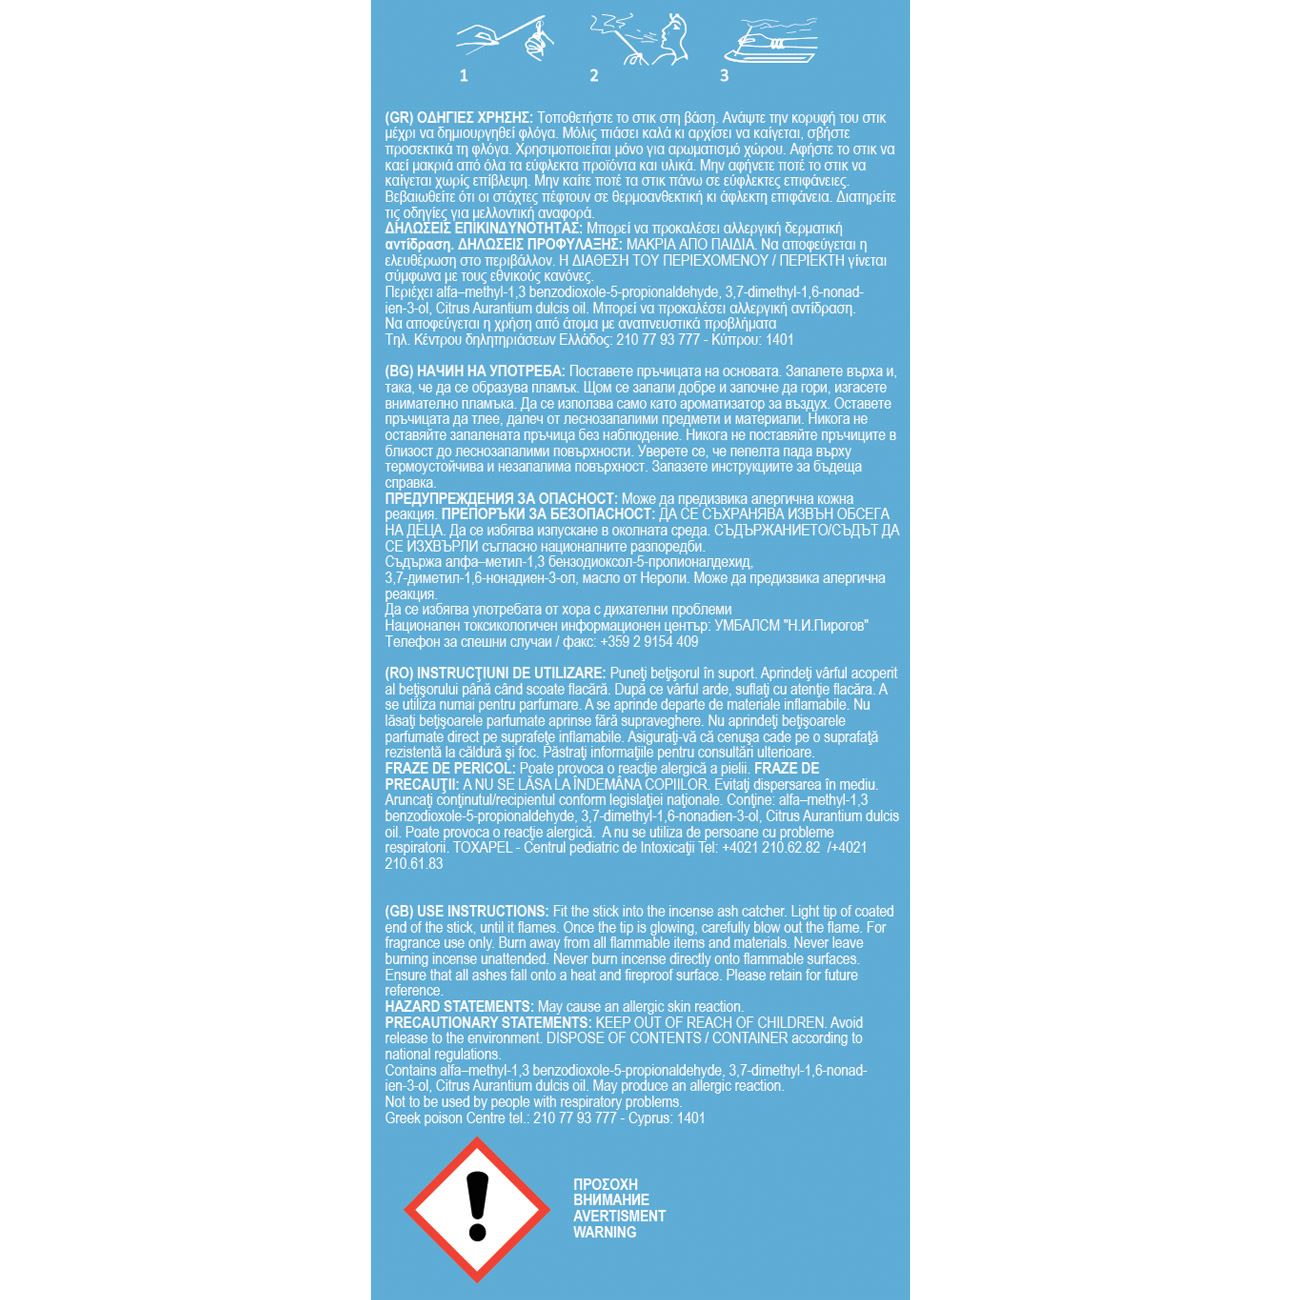 1 2 3
(GR) ΟΔΗΓΙΕΣ ΧΡΗΣΗΣ: Τοποθετήστε το στικ στη βάση. Ανάψτε την κορυφή του στικ
μέχρι να δημιουργηθεί φλόγα. Μόλις πιάσει καλά κι αρχίσει να καίγεται, σβήστε
προσεκτικά τη φλόγα. Χρησιμοποιείται μόνο για αρωματισμό χώρου. Αφήστε το στικ να
καεί μακριά από όλα τα εύφλεκτα προϊόντα και υλικά. Μην αφήνετε ποτέ το στικ να
καίγεται χωρίς επίβλεψη. Μην καίτε ποτέ τα στικ πάνω σε εύφλεκτες επιφάνειες.
Βεβαιωθείτε ότι οι στάχτες πέφτουν σε θερμοανθεκτική κι άφλεκτη επιφάνεια. Διατηρείτε
τις οδηγίες για μελλοντική αναφορά.
ΔΗΛΩΣΕΙΣ ΕΠΙΚΙΝΔΥΝΟΤΗΤΑΣ: Μπορεί να προκαλέσει αλλεργική δερματική
αντίδραση. ΔΗΛΩΣΕΙΣ ΠΡΟΦΥΛΑΞΗΣ: ΜΑΚΡΙΑ ΑΠΟ ΠΑΙΔΙΑ. Να αποφεύγεται η
ελευθέρωση στο περιβάλλον. Η ΔΙΑΘΕΣΗ ΤΟΥ ΠΕΡΙΕΧΟΜΕΝΟΥ / ΠΕΡΙΕΚΤΗ γίνεται
σύμφωνα με τους εθνικούς κανόνες.
Περιέχει alfa–methyl-1,3 benzodioxole-5-propionaldehyde, 3,7-dimethyl-1,6-nonad-
ien-3-ol, Citrus Aurantium dulcis oil. Μπορεί να προκαλέσει αλλεργική αντίδραση.
Να αποφεύγεται η χρήση από άτομα με αναπνευστικά προβλήματα
Τηλ. Κέντρου δηλητηριάσεων Ελλάδος: 210 77 93 777 - Κύπρου: 1401
(BG) НАЧИН НА УПОТРЕБА: Поставете пръчицата на основата. Запалете върха и,
така, че да се образува пламък. Щом се запали добре и започне да гори, изгасете
внимателно пламъка. Да се използва само като ароматизатор за въздух. Оставете
пръчицата да тлее, далеч от леснозапалими предмети и материали. Никога не
оставяйте запалената пръчица без наблюдение. Никога не поставяйте пръчиците в
близост до леснозапалими повърхности. Уверете се, че пепелта пада върху
термоустойчива и незапалима повърхност. Запазете инструкциите за бъдеща
справка.
ПРЕДУПРЕЖДЕНИЯ ЗА ОПАСНОСТ: Може да предизвика алергична кожна
реакция. ПРЕПОРЪКИ ЗА БЕЗОПАСНОСТ: ДА СЕ СЪХРАНЯВА ИЗВЪН ОБСЕГА
НА ДЕЦА. Да се избягва изпускане в околната среда. СЪДЪРЖАНИЕТО/СЪДЪТ ДА
СЕ ИЗХВЪРЛИ съгласно националните разпоредби.
Съдържа алфа–метил-1,3 бензодиоксол-5-пропионалдехид,
3,7-диметил-1,6-нонадиен-3-ол, масло от Нероли. Може да предизвика алергична
реакция.
Да се избягва употребата от хора с дихателни проблеми
Национален токсикологичен информационен център: УМБАЛСМ "Н.И.Пирогов"
Телефон за спешни случаи / факс: +359 2 9154 409
(RO) INSTRUCŢIUNI DE UTILIZARE: Puneţi beţişorul în suport. Aprindeţi vârful acoperit
al beţişorului până când scoate flacără. După ce vârful arde, suflaţi cu atenţie flacăra. A
se utiliza numai pentru parfumare. A se aprinde departe de materiale inflamabile. Nu
lăsaţi beţişoarele parfumate aprinse fără supraveghere. Nu aprindeţi beţişoarele
parfumate direct pe suprafeţe inflamabile. Asiguraţi-vă că cenuşa cade pe o suprafaţă
rezistentă la căldură şi foc. Păstraţi informaţiile pentru consultări ulterioare.
FRAZE DE PERICOL: Poate provoca o reacţie alergică a pielii. FRAZE DE
PRECAUŢII: A NU SE LĂSA LA ÎNDEMÂNA COPIILOR. Evitaţi dispersarea în mediu.
Aruncaţi conţinutul/recipientul conform legislaţiei naţionale. Conţine: alfa–methyl-1,3
benzodioxole-5-propionaldehyde, 3,7-dimethyl-1,6-nonadien-3-ol, Citrus Aurantium dulcis
oil. Poate provoca o reacţie alergică. A nu se utiliza de persoane cu probleme
respiratorii. TOXAPEL - Centrul pediatric de Intoxicaţii Tel: +4021 210.62.82 /+4021
210.61.83
(GB) USE INSTRUCTIONS: Fit the stick into the incense ash catcher. Light tip of coated
end of the stick, until it flames. Once the tip is glowing, carefully blow out the flame. For
fragrance use only. Burn away from all flammable items and materials. Never leave
burning incense unattended. Never burn incense directly onto flammable surfaces.
Ensure that all ashes fall onto a heat and fireproof surface. Please retain for future
reference.
HAZARD STATEMENTS: May cause an allergic skin reaction.
PRECAUTIONARY STATEMENTS: KEEP OUT OF REACH OF CHILDREN. Avoid
release to the environment. DISPOSE OF CONTENTS / CONTAINER according to
national regulations.
Contains alfa–methyl-1,3 benzodioxole-5-propionaldehyde, 3,7-dimethyl-1,6-nonad-
ien-3-ol, Citrus Aurantium dulcis oil. May produce an allergic reaction.
Not to be used by people with respiratory problems.
Greek poison Centre tel.: 210 77 93 777 - Cyprus: 1401
ΠΡΟΣΟΧΗ
ВНИМАНИЕ
AVERTISMENT
WARNING